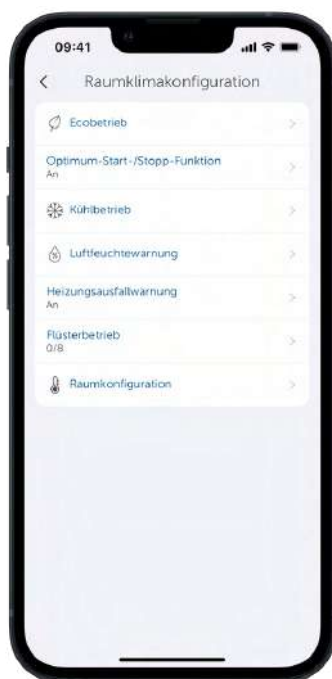 09:41
Raumklimakonfiguration
Ecobetrieb
Optimum-Start-/Stopp-Funktion
An
Kühlbetrieb
Luftfeuchtewarnung
Heizungsausfallwarnung
An
Flüsterbetrieb
0/8
Raumkonfiguration